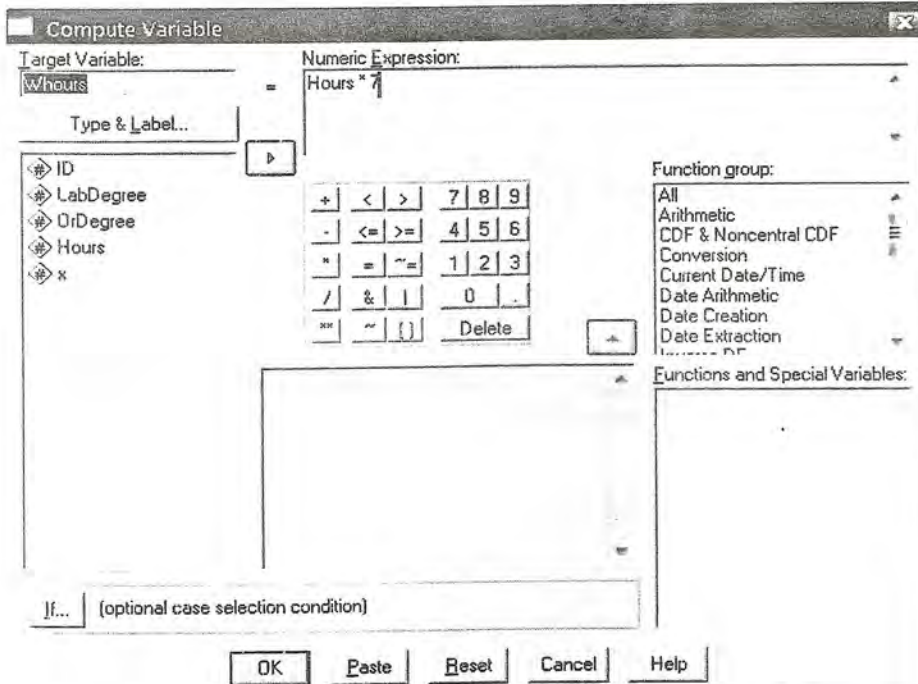 Compute Variable
Target Variable:
Numeric Expression:
Whours
=
Hours * 7
Type & Label...
ID
LabDegree
OrDegree
Hours
x
+ < > 7 8 9
- <= >= 4 5 6
* = ~= 1 2 3
/ & | 0 .
** ~ () Delete
Function group:
All
Arithmetic
CDF & Noncentral CDF
Conversion
Current Date/Time
Date Arithmetic
Date Creation
Date Extraction
Functions and Special Variables:
If... (optional case selection condition)
OK Paste Reset Cancel Help